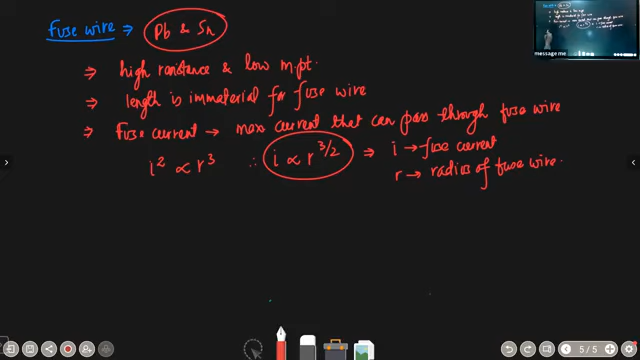 Fuse wire ⇒ Pb & Sn
⇒ high resistance & low m.pt.
⇒ length is immaterial for fuse wire
⇒ Fuse current → max current that can pass through fuse wire
i² ∝ r³ ∴ i ∝ r^3/2 ⇒ i → fuse current
r → radius of fuse wire.
message me
5 / 5